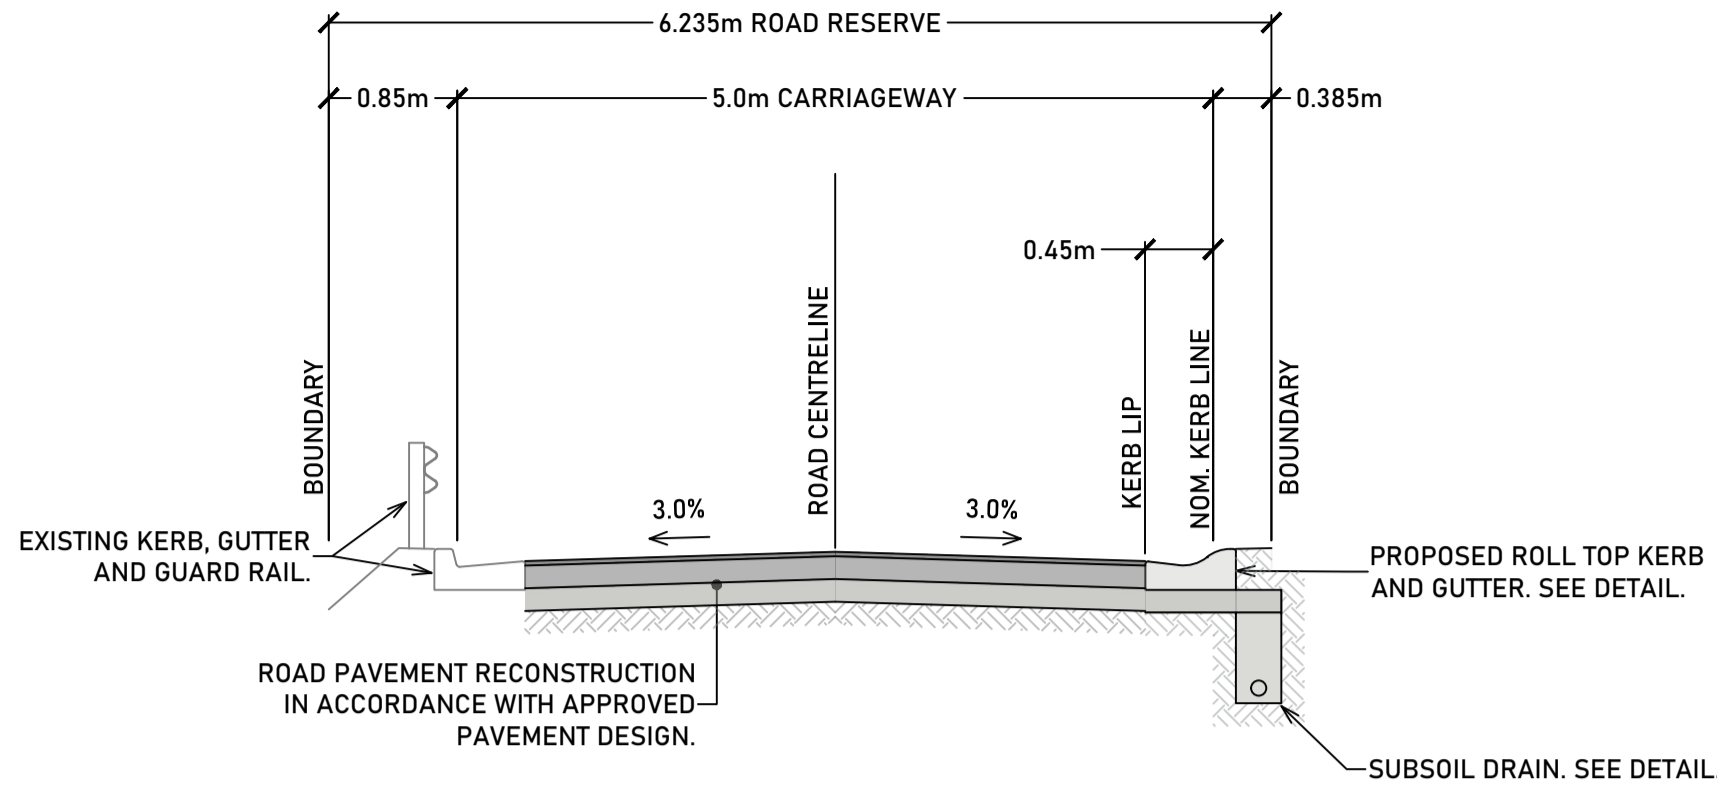 6.235m ROAD RESERVE
0.85m
5.0m CARRIAGEWAY
0.385m
0.45m
BOUNDARY
ROAD CENTRELINE
KERB LIP
NOM. KERB LINE
BOUNDARY
3.0%
3.0%
EXISTING KERB, GUTTER
AND GUARD RAIL.
PROPOSED ROLL TOP KERB
AND GUTTER. SEE DETAIL.
ROAD PAVEMENT RECONSTRUCTION
IN ACCORDANCE WITH APPROVED
PAVEMENT DESIGN.
SUBSOIL DRAIN. SEE DETAIL.